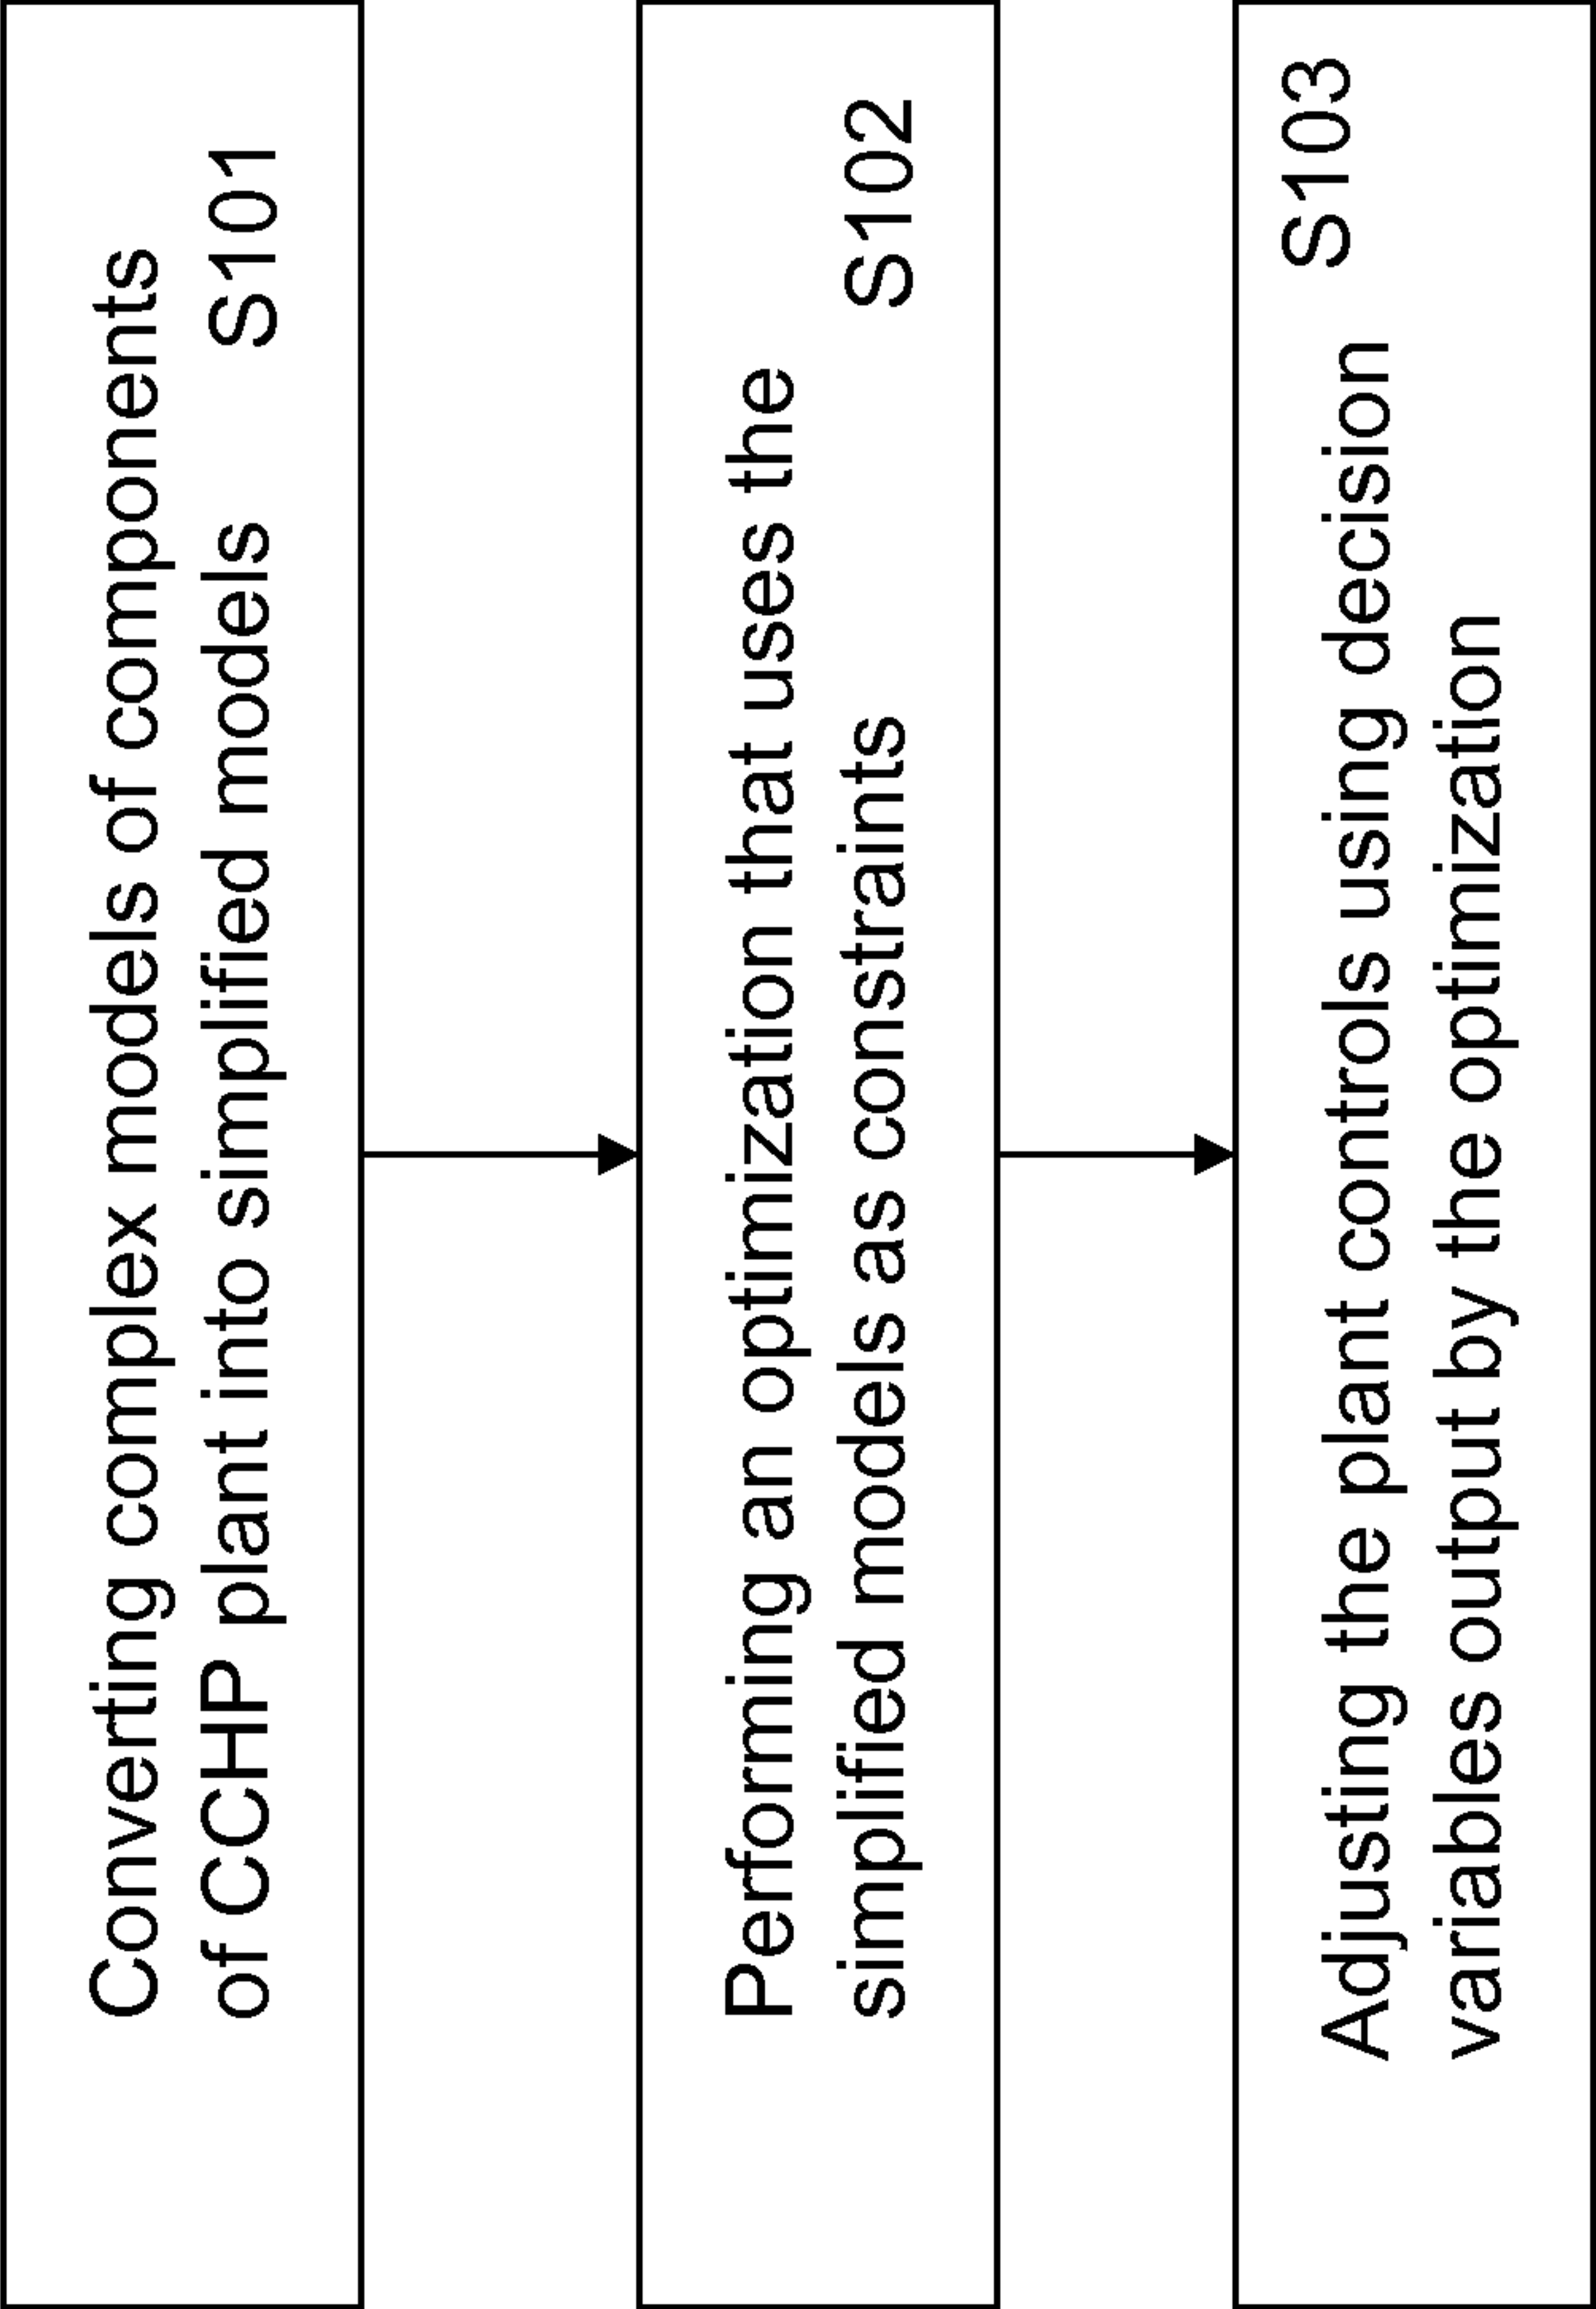 Converting complex models of components
of CCHP plant into simplified models S101
Performing an optimization that uses the
simplified models as constraints S102
Adjusting the plant controls using decision S103
variables output by the optimization